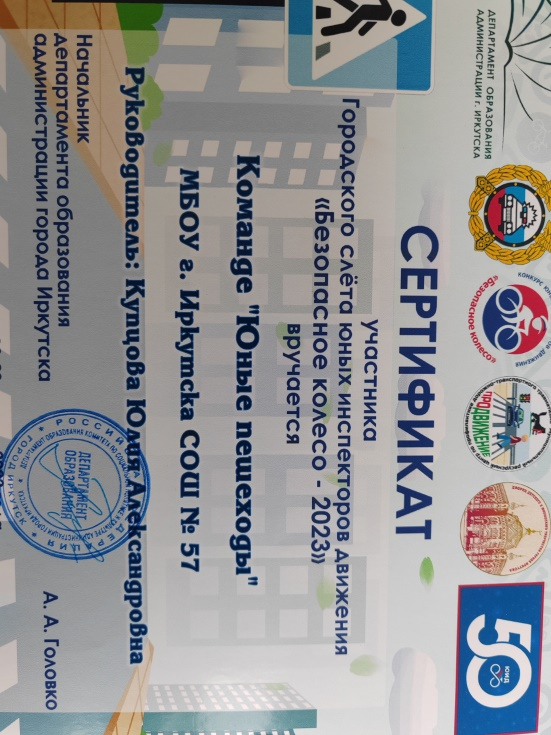 ДЕПАРТАМЕНТ ОБРАЗОВАНИЯ
АДМИНИСТРАЦИИ г. ИРКУТСКА
«Безопасное колесо»
ПРОДВИЖЕНИЕ
50
ЮИД
СЕРТИФИКАТ
участника
Городского слёта юных инспекторов движения
«Безопасное колесо - 2023»
вручается
Команде "Юные пешеходы"
МБОУ г. Иркутска СОШ № 57
Руководитель: Купцова Юлия Александровна
Начальник
департамента образования
администрации города Иркутска
А. А. Головко
ДЕПАРТАМЕНТ
ОБРАЗОВАНИЯ